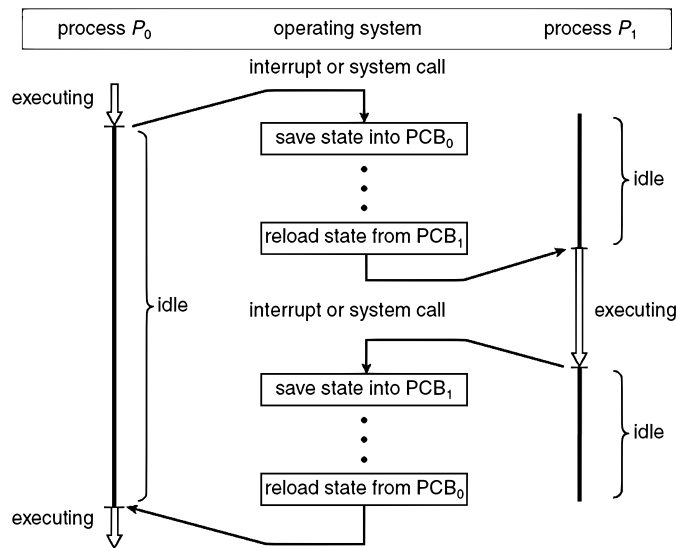 process P₀ operating system process P₁
interrupt or system call
executing
save state into PCB₀
idle
reload state from PCB₁
idle
interrupt or system call
executing
save state into PCB₁
idle
reload state from PCB₀
executing